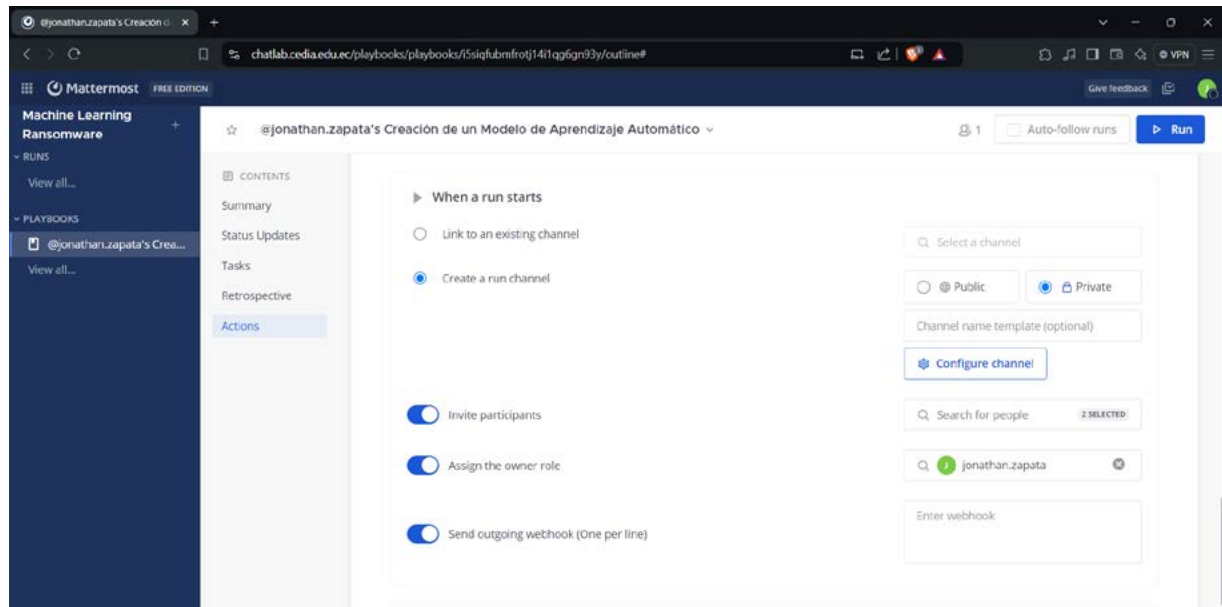 @jonathan.zapata's Creación d
chatlab.cedia.edu.ec/playbooks/playbooks/i5siqfubmfrotj14i1qg6gn93y/outline#
VPN
Mattermost FREE EDITION
Give feedback
Machine Learning
Ransomware
RUNS
View all...
PLAYBOOKS
@jonathan.zapata's Crea...
View all...
@jonathan.zapata's Creación de un Modelo de Aprendizaje Automático
1
Auto-follow runs
Run
CONTENTS
Summary
Status Updates
Tasks
Retrospective
Actions
When a run starts
Link to an existing channel
Select a channel
Create a run channel
Public
Private
Channel name template (optional)
Configure channel
Invite participants
Search for people 2 SELECTED
Assign the owner role
J jonathan.zapata
Send outgoing webhook (One per line)
Enter webhook